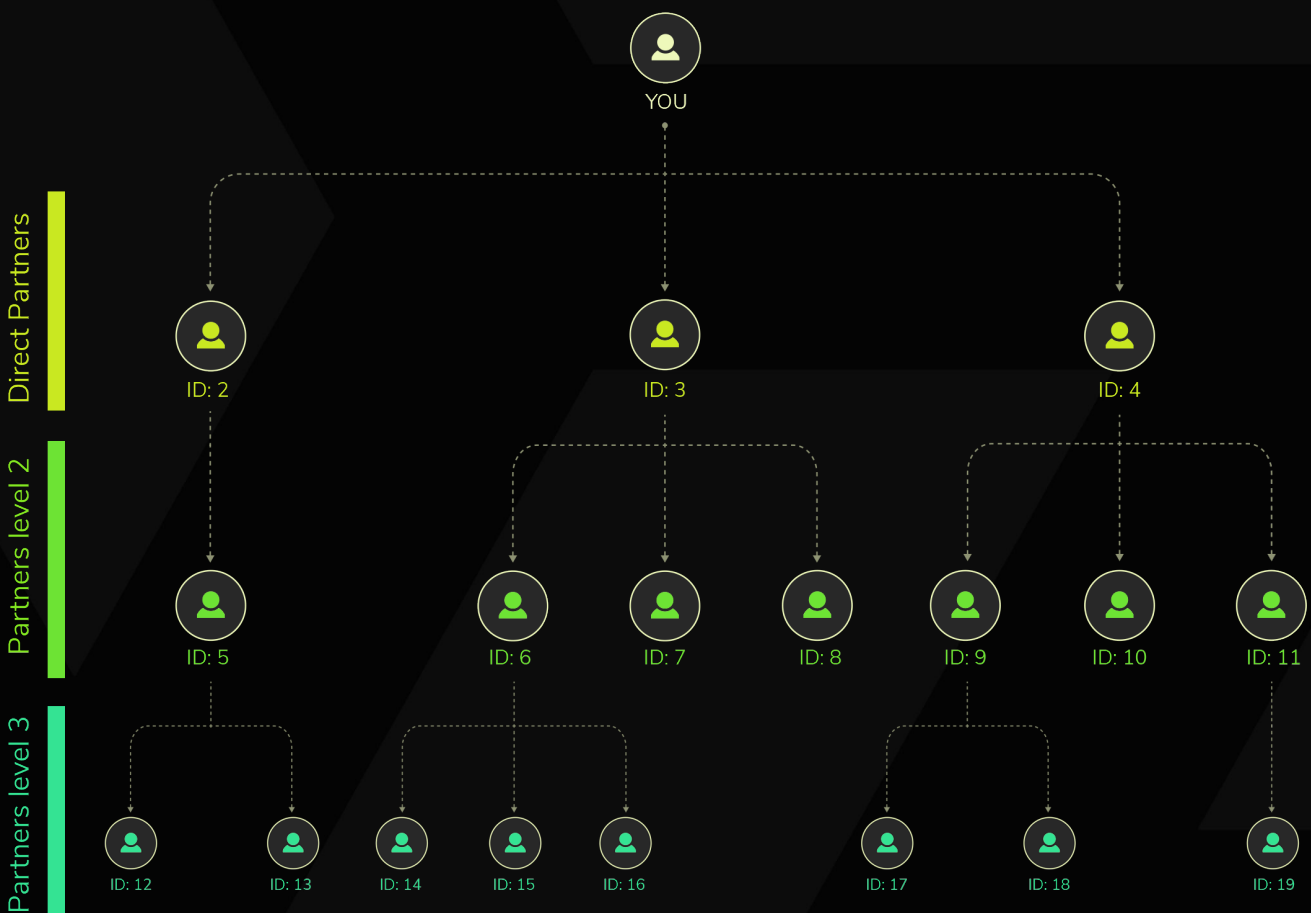 YOU
Direct Partners
ID: 2
ID: 3
ID: 4
Partners level 2
ID: 5
ID: 6
ID: 7
ID: 8
ID: 9
ID: 10
ID: 11
Partners level 3
ID: 12
ID: 13
ID: 14
ID: 15
ID: 16
ID: 17
ID: 18
ID: 19